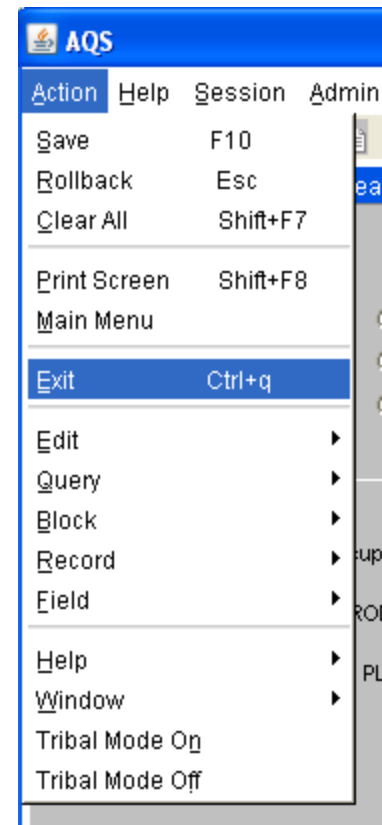 AQS
Action Help Session Admin
Save F10
Rollback Esc
Clear All Shift+F7
Print Screen Shift+F8
Main Menu
Exit Ctrl+q
Edit
Query
Block
Record
Field
Help
Window
Tribal Mode On
Tribal Mode Off